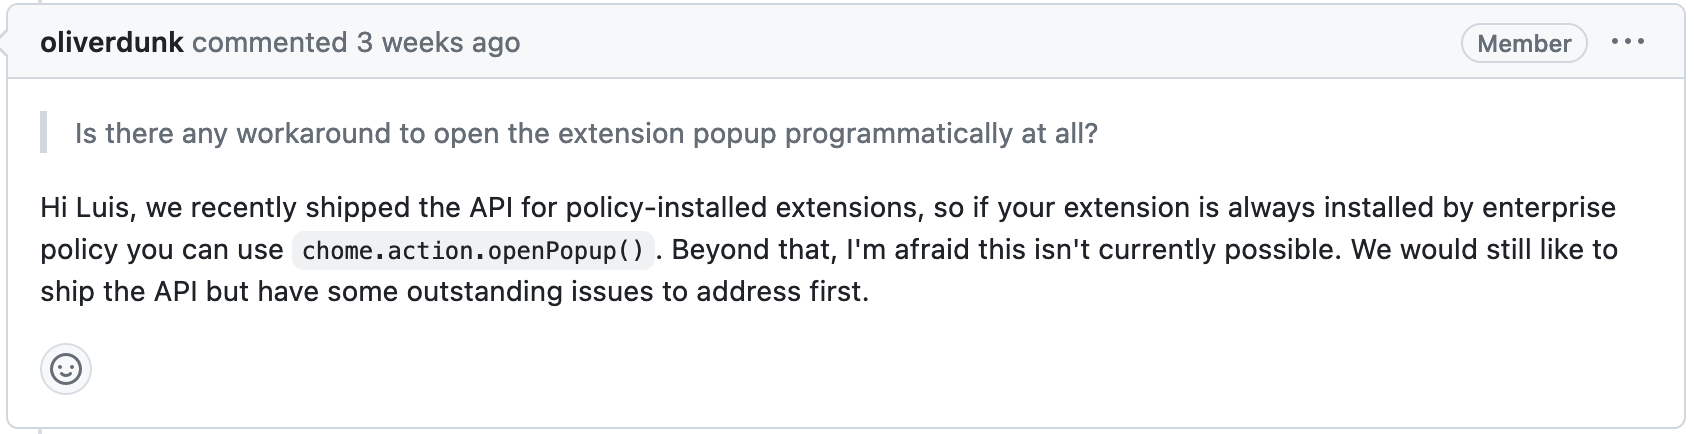 oliverdunk commented 3 weeks ago
Member
Is there any workaround to open the extension popup programmatically at all?
Hi Luis, we recently shipped the API for policy-installed extensions, so if your extension is always installed by enterprise
policy you can use chome.action.openPopup(). Beyond that, I'm afraid this isn't currently possible. We would still like to
ship the API but have some outstanding issues to address first.